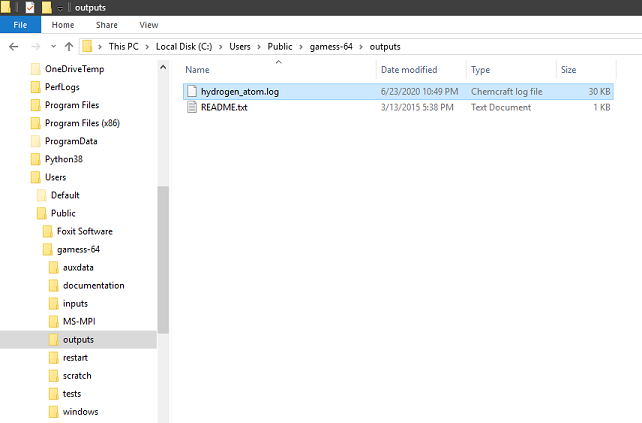 outputs
File Home Share View
This PC Local Disk (C:) Users Public gamess-64 outputs
OneDriveTemp
PerfLogs
Program Files
Program Files (x86)
ProgramData
Python38
Users
Default
Public
Foxit Software
gamess-64
auxdata
documentation
inputs
MS-MPI
outputs
restart
scratch
tests
windows
Name Date modified Type Size
hydrogen_atom.log 6/23/2020 10:49 PM Chemcraft log file 30 KB
README.txt 3/13/2015 5:38 PM Text Document 1 KB